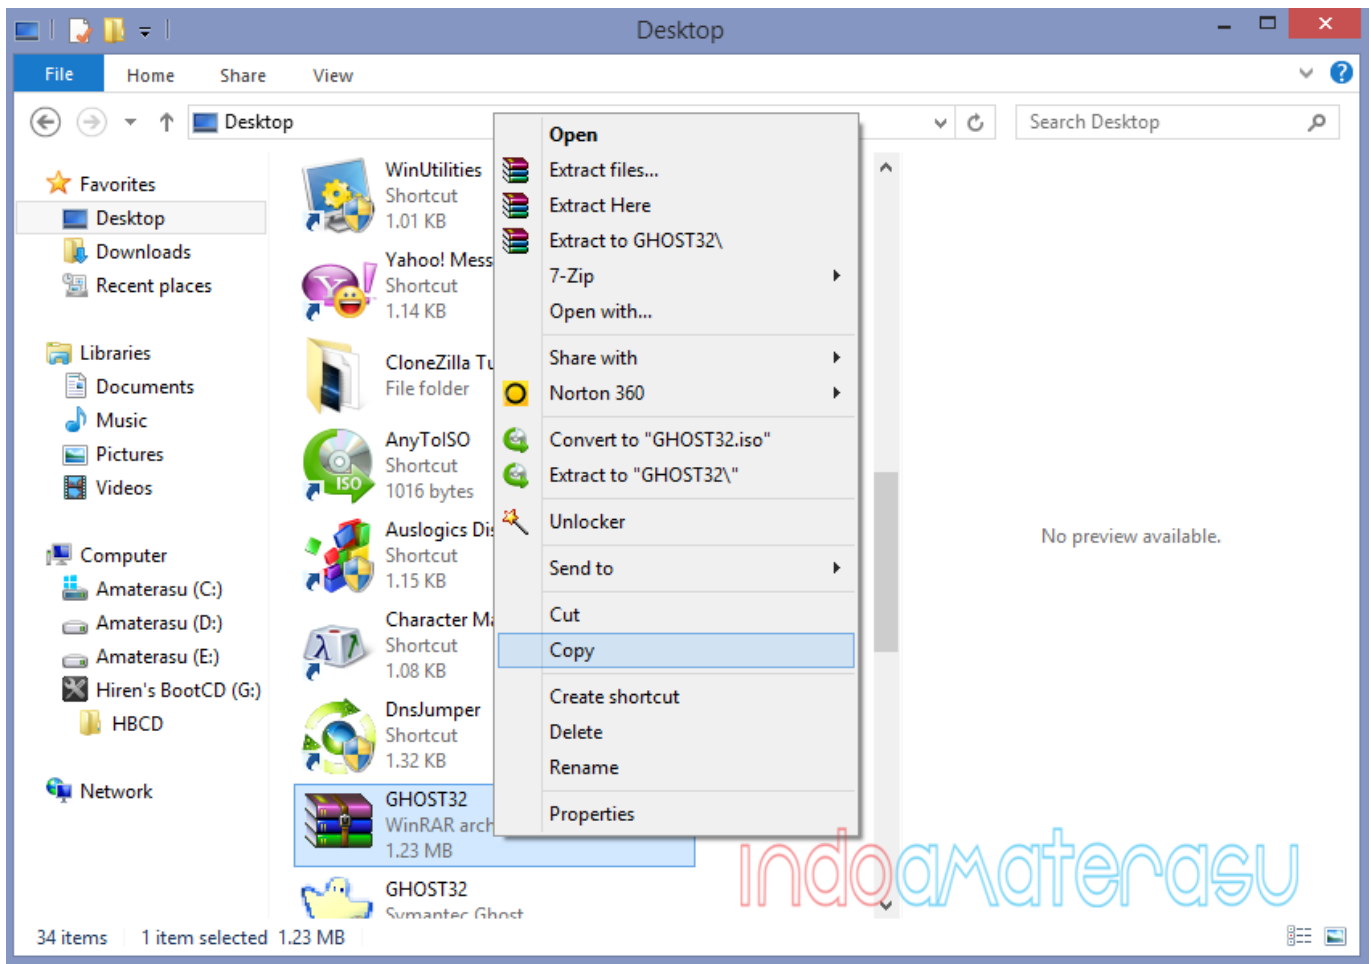 Desktop
File Home Share View
Desktop
Search Desktop
Favorites
Desktop
Downloads
Recent places
Libraries
Documents
Music
Pictures
Videos
Computer
Amaterasu (C:)
Amaterasu (D:)
Amaterasu (E:)
Hiren's BootCD (G:)
HBCD
Network
WinUtilities
Shortcut
1.01 KB
Yahoo! Mess
Shortcut
1.14 KB
CloneZilla Tu
File folder
AnyToISO
Shortcut
1016 bytes
ISO
Auslogics Dis
Shortcut
1.15 KB
Character Ma
Shortcut
1.08 KB
DnsJumper
Shortcut
1.32 KB
GHOST32
WinRAR arch
1.23 MB
GHOST32
Symantec Ghost
Open
Extract files...
Extract Here
Extract to GHOST32\
7-Zip
Open with...
Share with
Norton 360
Convert to "GHOST32.iso"
Extract to "GHOST32\"
Unlocker
Send to
Cut
Copy
Create shortcut
Delete
Rename
Properties
No preview available.
indoamaterasu
34 items 1 item selected 1.23 MB